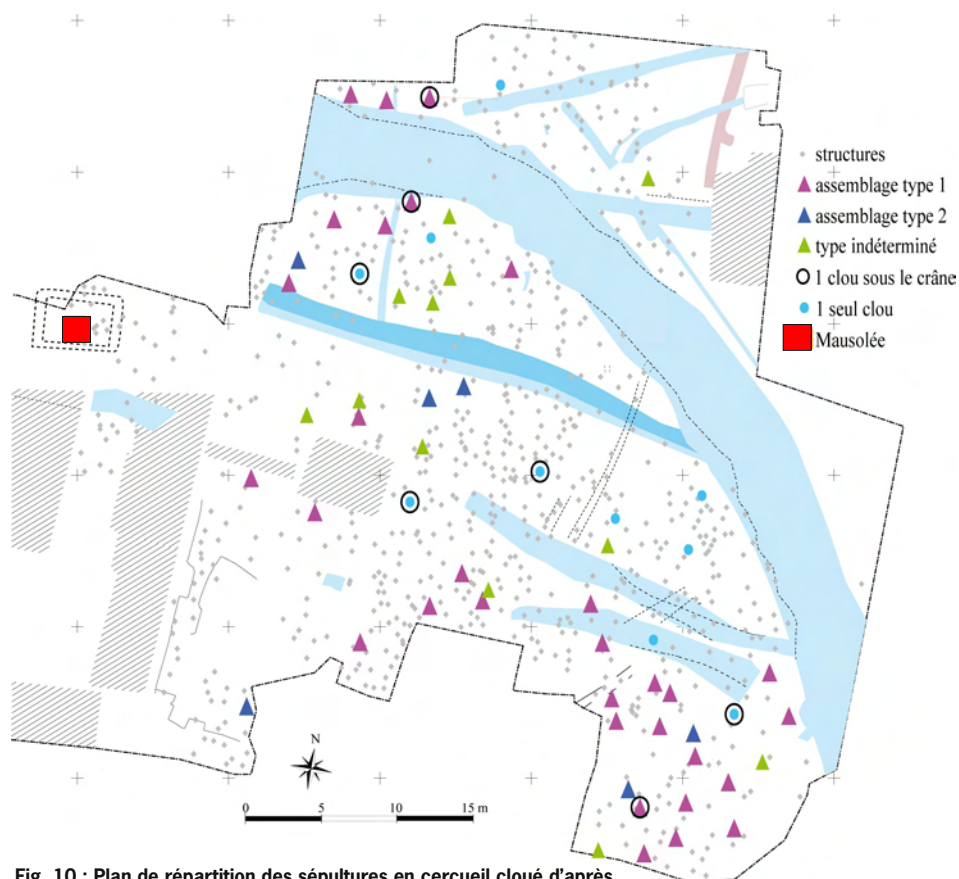 structures
assemblage type 1
assemblage type 2
type indéterminé
1 clou sous le crâne
1 seul clou
Mausolée
N
0 5 10 15 m
Fig. 10 : Plan de répartition des sépultures en cercueil cloué d'après